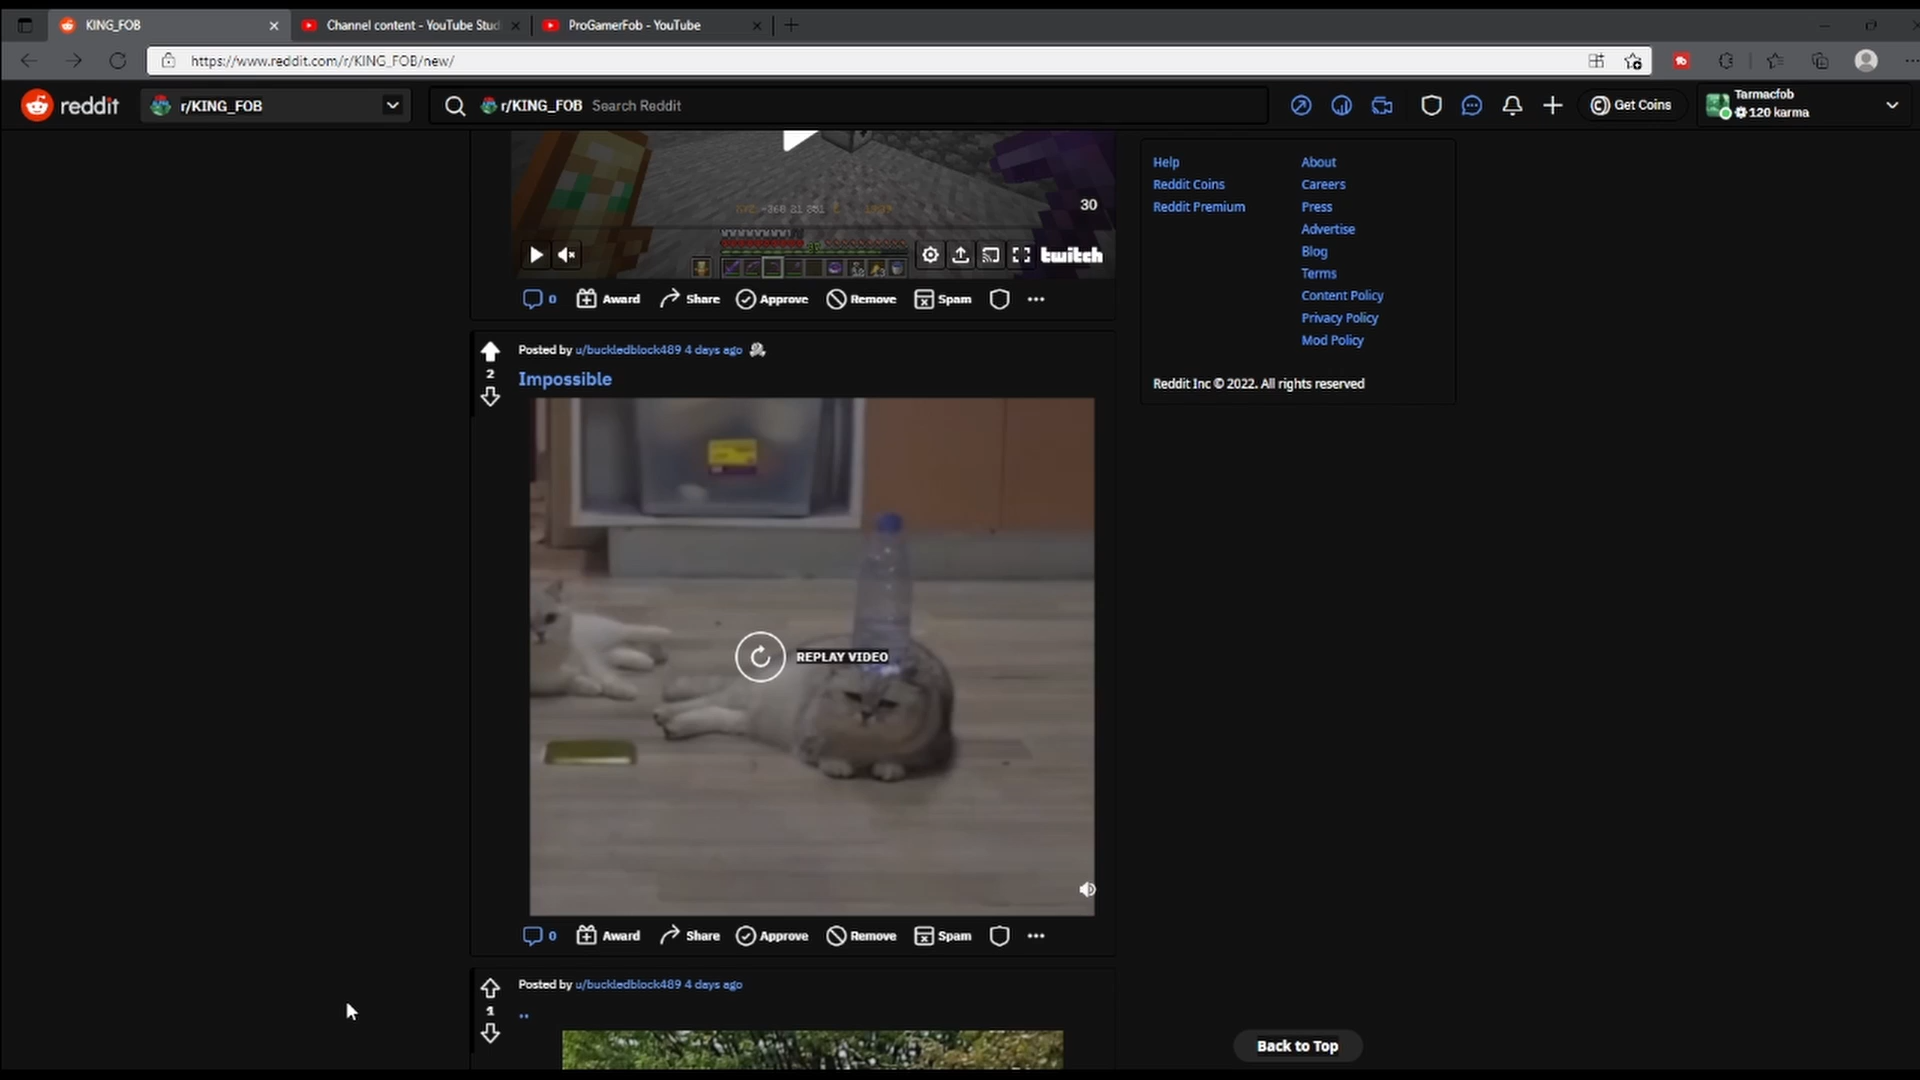 KING_FOB
Channel content - YouTube Stud
ProGamerFob - YouTube
https://www.reddit.com/r/KING_FOB/new/
reddit
r/KING_FOB
r/KING_FOB Search Reddit
Get Coins
Tarmacfob
120 karma
30
twitch
0 Award Share Approve Remove Spam
Help
Reddit Coins
Reddit Premium
About
Careers
Press
Advertise
Blog
Terms
Content Policy
Privacy Policy
Mod Policy
Reddit Inc © 2022. All rights reserved
Posted by u/buckledblock489 4 days ago
2
Impossible
REPLAY VIDEO
0 Award Share Approve Remove Spam
Posted by u/buckledblock489 4 days ago
1
..
Back to Top